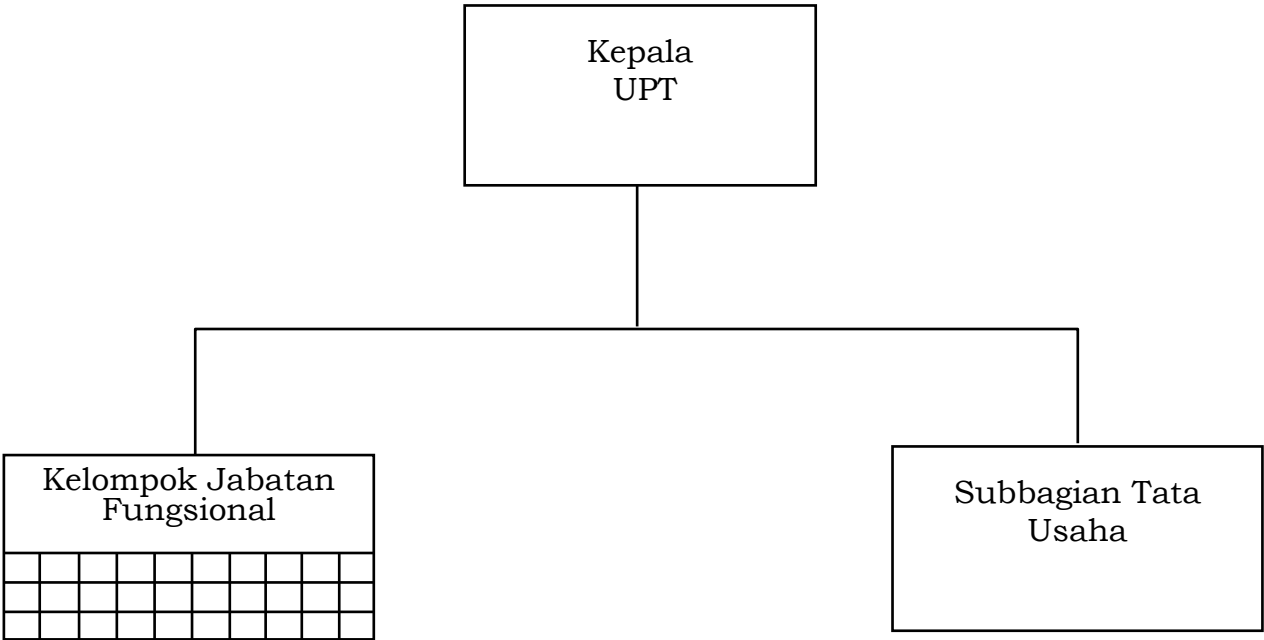 Kepala
UPT
Kelompok Jabatan
Fungsional
Subbagian Tata
Usaha